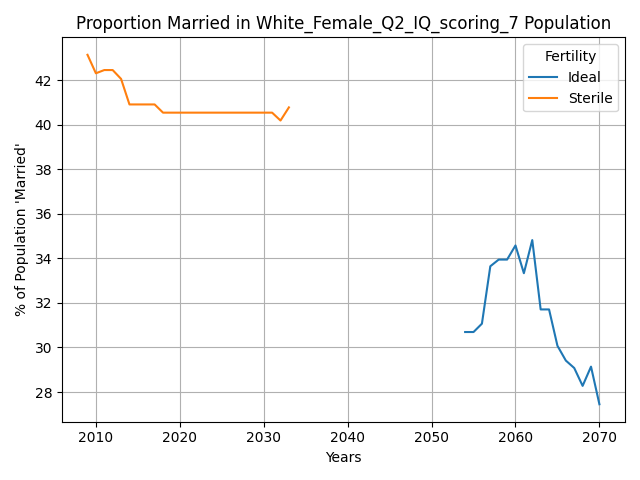 Proportion Married in White_Female_Q2_IQ_scoring_7 Population
% of Population 'Married'
42
40
38
36
34
32
30
28
Fertility
Ideal
Sterile
2010 2020 2030 2040 2050 2060 2070
Years